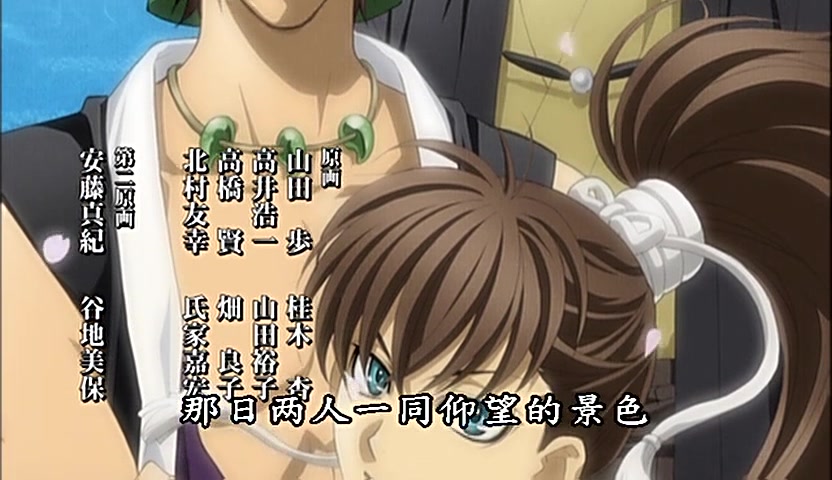 原画
山田 歩 桂木 杏
高井浩一 山田裕子
高橋 賢 畑 良子
北村友幸 氏家嘉宏
第二原画
安藤真紀 谷地美保
那日两人一同仰望的景色